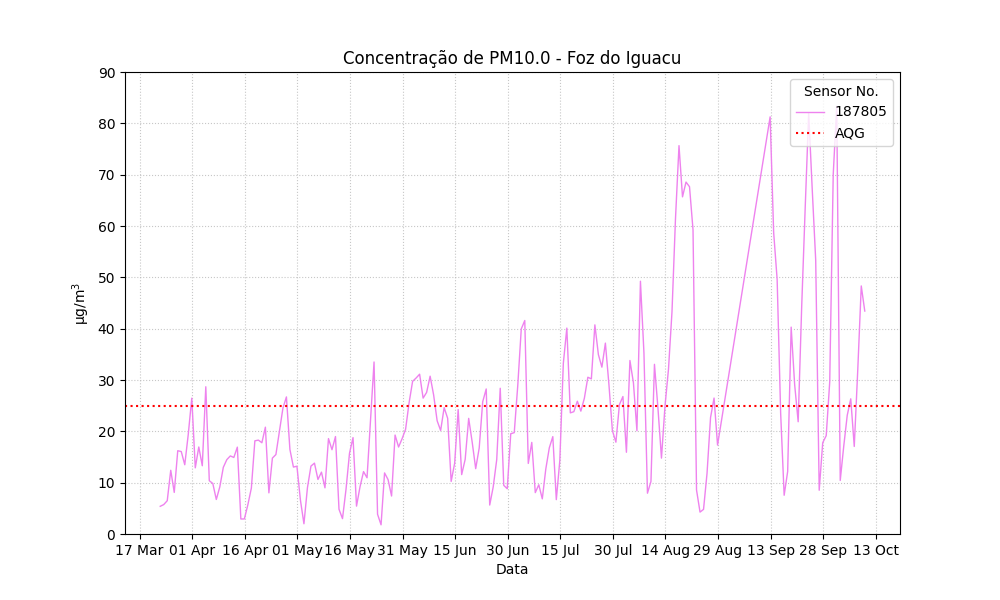 Concentração de PM10.0 - Foz do Iguacu
Sensor No.
187805
AQG
µg/m³
90
80
70
60
50
40
30
20
10
0
17 Mar 01 Apr 16 Apr 01 May 16 May 31 May 15 Jun 30 Jun 15 Jul 30 Jul 14 Aug 29 Aug 13 Sep 28 Sep 13 Oct
Data